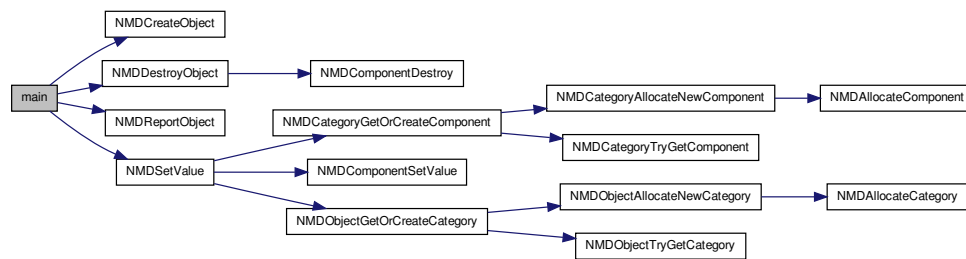 NMDCreateObject
NMDDestroyObject
NMDComponentDestroy
main
NMDCategoryAllocateNewComponent
NMDAllocateComponent
NMDReportObject
NMDCategoryGetOrCreateComponent
NMDCategoryTryGetComponent
NMDSetValue
NMDComponentSetValue
NMDObjectAllocateNewCategory
NMDAllocateCategory
NMDObjectGetOrCreateCategory
NMDObjectTryGetCategory